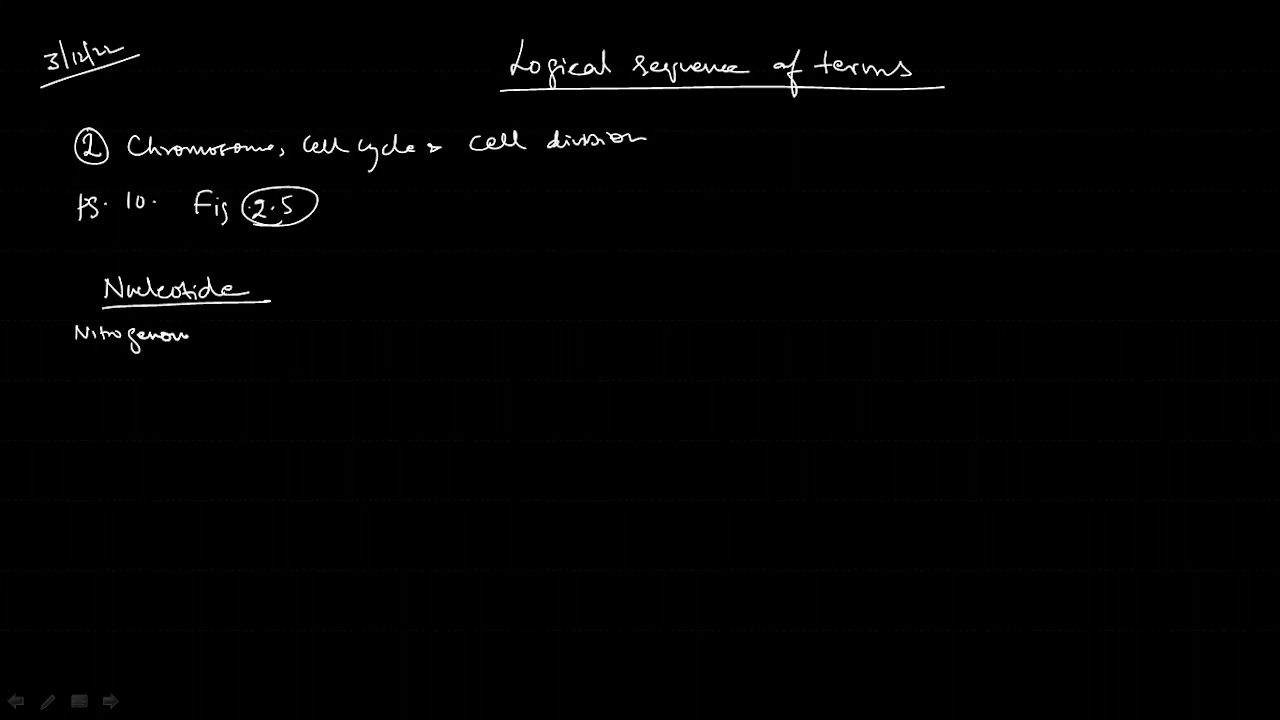 3/12/22
Logical sequence of terms
② Chromosome, Cell cycle & cell division
pg. 10. Fig 2.5
Nucleotide
Nitrogenous